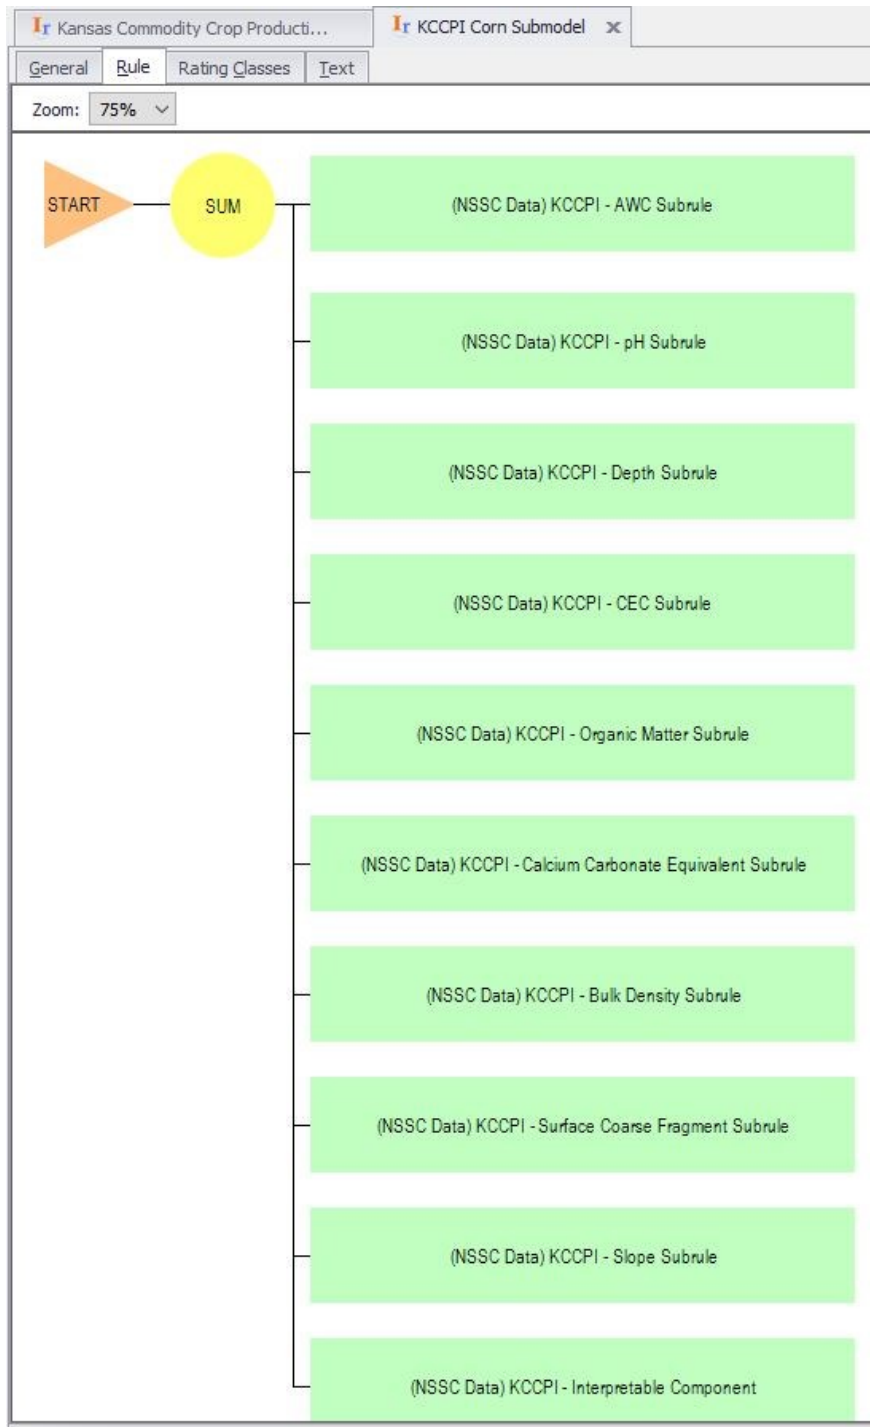 Kansas Commodity Crop Producti...
KCCPI Corn Submodel
General Rule Rating Classes Text
Zoom: 75%
START
SUM
(NSSC Data) KCCPI - AWC Subrule
(NSSC Data) KCCPI - pH Subrule
(NSSC Data) KCCPI - Depth Subrule
(NSSC Data) KCCPI - CEC Subrule
(NSSC Data) KCCPI - Organic Matter Subrule
(NSSC Data) KCCPI - Calcium Carbonate Equivalent Subrule
(NSSC Data) KCCPI - Bulk Density Subrule
(NSSC Data) KCCPI - Surface Coarse Fragment Subrule
(NSSC Data) KCCPI - Slope Subrule
(NSSC Data) KCCPI - Interpretable Component